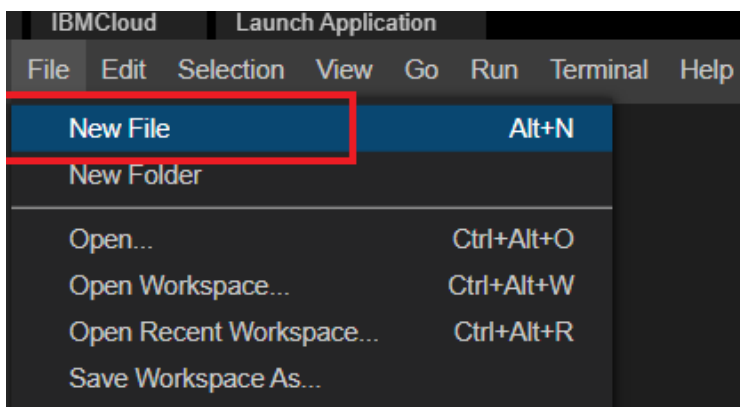 IBMCloud Launch Application
File Edit Selection View Go Run Terminal Help
New File Alt+N
New Folder
Open... Ctrl+Alt+O
Open Workspace... Ctrl+Alt+W
Open Recent Workspace... Ctrl+Alt+R
Save Workspace As...